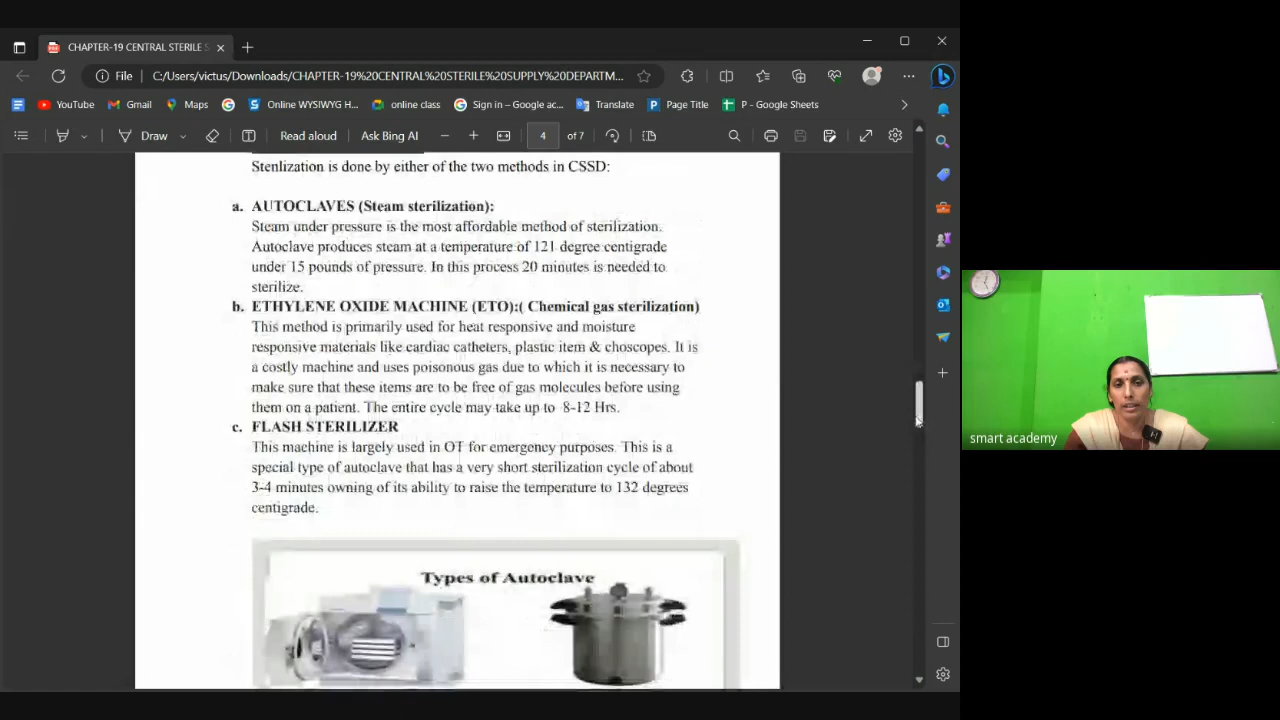 CHAPTER-19 CENTRAL STERILE S
File
C:/Users/victus/Downloads/CHAPTER-19%20CENTRAL%20STERILE%20SUPPLY%20DEPARTM...
YouTube
Gmail
Maps
Online WYSIWYG H...
online class
Sign in – Google ac...
Translate
Page Title
P - Google Sheets
Draw
Read aloud
Ask Bing AI
4
of 7
Stenlization is done by either of the two methods in CSSD:
a. AUTOCLAVES (Steam sterilization):
Steam under pressure is the most affordable method of sterilization.
Autoclave produces steam at a temperature of 121 degree centigrade
under 15 pounds of pressure. In this process 20 minutes is needed to
sterilize.
b. ETHYLENE OXIDE MACHINE (ETO):( Chemical gas sterilization)
This method is primarily used for heat responsive and moisture
responsive materials like cardiac catheters, plastic item & choscopes. It is
a costly machine and uses poisonous gas due to which it is necessary to
make sure that these items are to be free of gas molecules before using
them on a patient. The entire cycle may take up to 8-12 Hrs.
c. FLASH STERILIZER
This machine is largely used in OT for emergency purposes. This is a
special type of autoclave that has a very short sterilization cycle of about
3-4 minutes owning of its ability to raise the temperature to 132 degrees
centigrade.
Types of Autoclave
smart academy